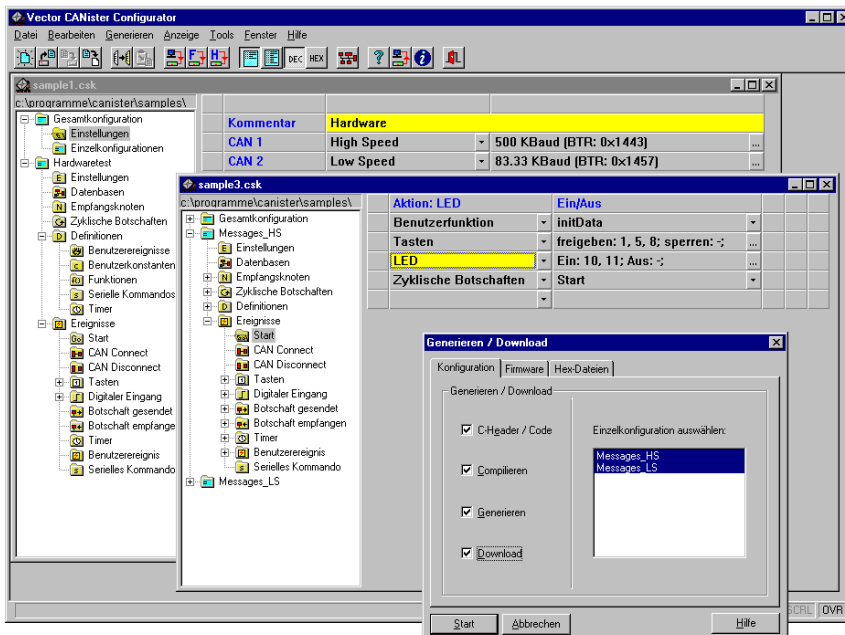 Vector CANister Configurator
Datei Bearbeiten Generieren Anzeige Tools Fenster Hilfe
DEC HEX
sample1.csk
c:\programme\canister\samples\
Gesamtkonfiguration
Einstellungen
Einzelkonfigurationen
Hardwaretest
Einstellungen
Datenbasen
Empfangsknoten
Zyklische Botschaften
Definitionen
Benutzerereignisse
Benutzerkonstanten
Funktionen
Serielle Kommandos
Timer
Ereignisse
Start
CAN Connect
CAN Disconnect
Tasten
Digitaler Eingang
Botschaft gesendet
Botschaft empfange
Timer
Benutzerereignis
Serielles Kommando
Kommentar Hardware
CAN 1 High Speed 500 KBaud (BTR: 0x1443) ...
CAN 2 Low Speed 83.33 KBaud (BTR: 0x1457) ...
sample3.csk
c:\programme\canister\samples\
Gesamtkonfiguration
Messages_HS
Einstellungen
Datenbasen
Empfangsknoten
Zyklische Botschaften
Definitionen
Ereignisse
Start
CAN Connect
CAN Disconnect
Tasten
Digitaler Eingang
Botschaft gesendet
Botschaft empfangen
Timer
Benutzerereignis
Serielles Kommando
Messages_LS
Aktion: LED Ein/Aus
Benutzerfunktion initData
Tasten freigeben: 1, 5, 8; sperren: -; ...
LED Ein: 10, 11; Aus: -; ...
Zyklische Botschaften Start
Generieren / Download
Konfiguration Firmware Hex-Dateien
Generieren / Download
C-Header / Code
Compilieren
Generieren
Download
Einzelkonfiguration auswählen:
Messages_HS
Messages_LS
Start Abbrechen Hilfe
SCRL OVR